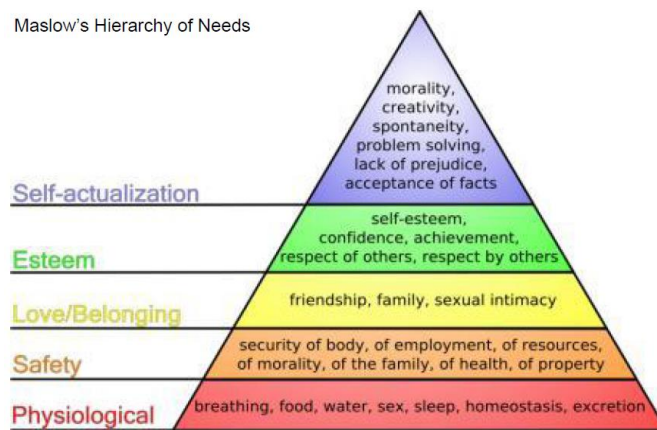 Maslow's Hierarchy of Needs
morality,
creativity,
spontaneity,
problem solving,
lack of prejudice,
acceptance of facts
Self-actualization
self-esteem,
confidence, achievement,
respect of others, respect by others
Esteem
friendship, family, sexual intimacy
Love/Belonging
security of body, of employment, of resources,
of morality, of the family, of health, of property
Safety
breathing, food, water, sex, sleep, homeostasis, excretion
Physiological